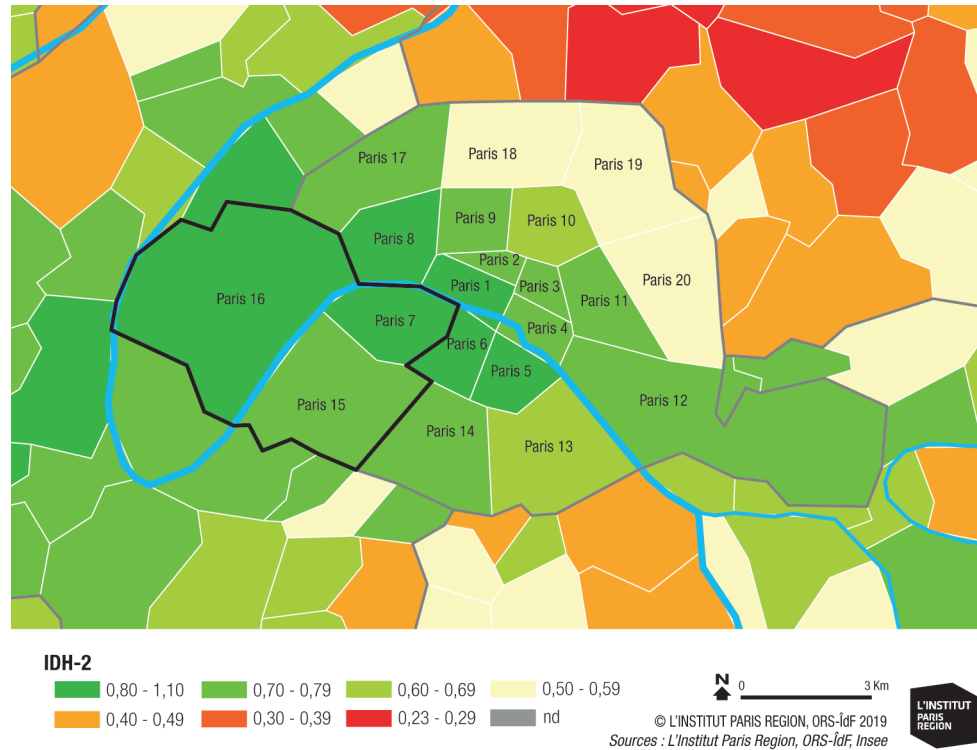 Paris 17
Paris 18
Paris 19
Paris 9
Paris 10
Paris 8
Paris 2
Paris 1
Paris 3
Paris 11
Paris 20
Paris 16
Paris 7
Paris 4
Paris 6
Paris 5
Paris 15
Paris 12
Paris 14
Paris 13
IDH-2
0,80 - 1,10
0,70 - 0,79
0,60 - 0,69
0,50 - 0,59
0,40 - 0,49
0,30 - 0,39
0,23 - 0,29
nd
N
0
3 Km
© L'INSTITUT PARIS REGION, ORS-ÎdF 2019
Sources : L'Institut Paris Region, ORS-ÎdF, Insee
L'INSTITUT
PARIS
REGION